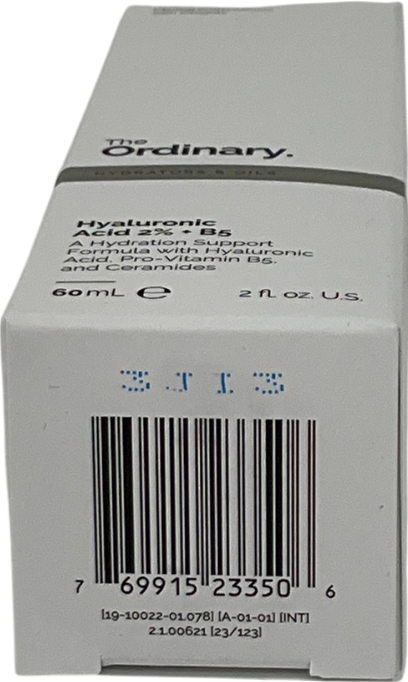 The
Ordinary.
HYDRATORS & OILS
Hyaluronic
Acid 2% + B5
A Hydration Support
Formula with Hyaluronic
Acid, Pro-Vitamin B5,
and Ceramides
60mL ℮ 2 fl. oz. U.S.
3113
7 69915 23350 6
[19-10022-01.078] [A-01-01] [INT]
2.1.00621 [23/123]